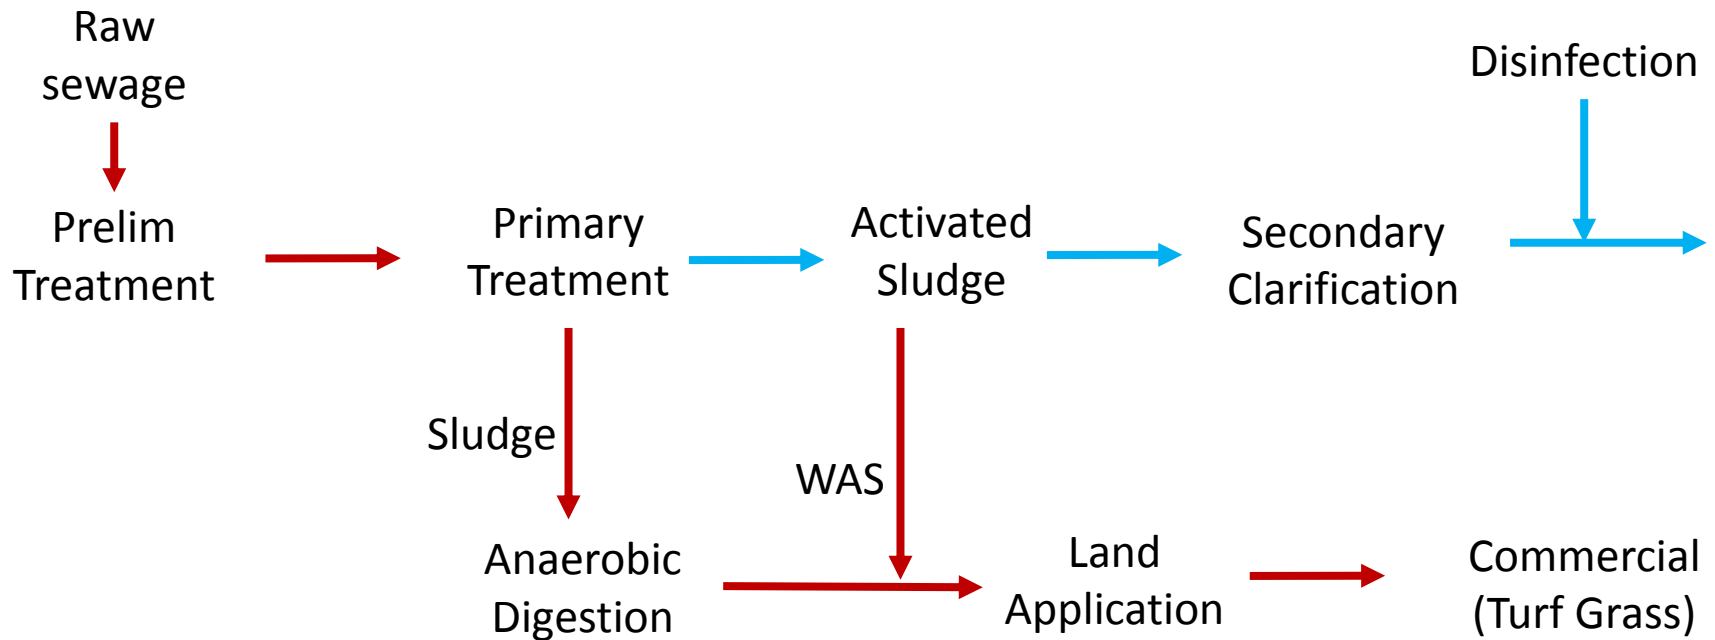 Raw
sewage
Disinfection
Prelim
Treatment
Primary
Treatment
Activated
Sludge
Secondary
Clarification
Sludge
WAS
Anaerobic
Digestion
Land
Application
Commercial
(Turf Grass)